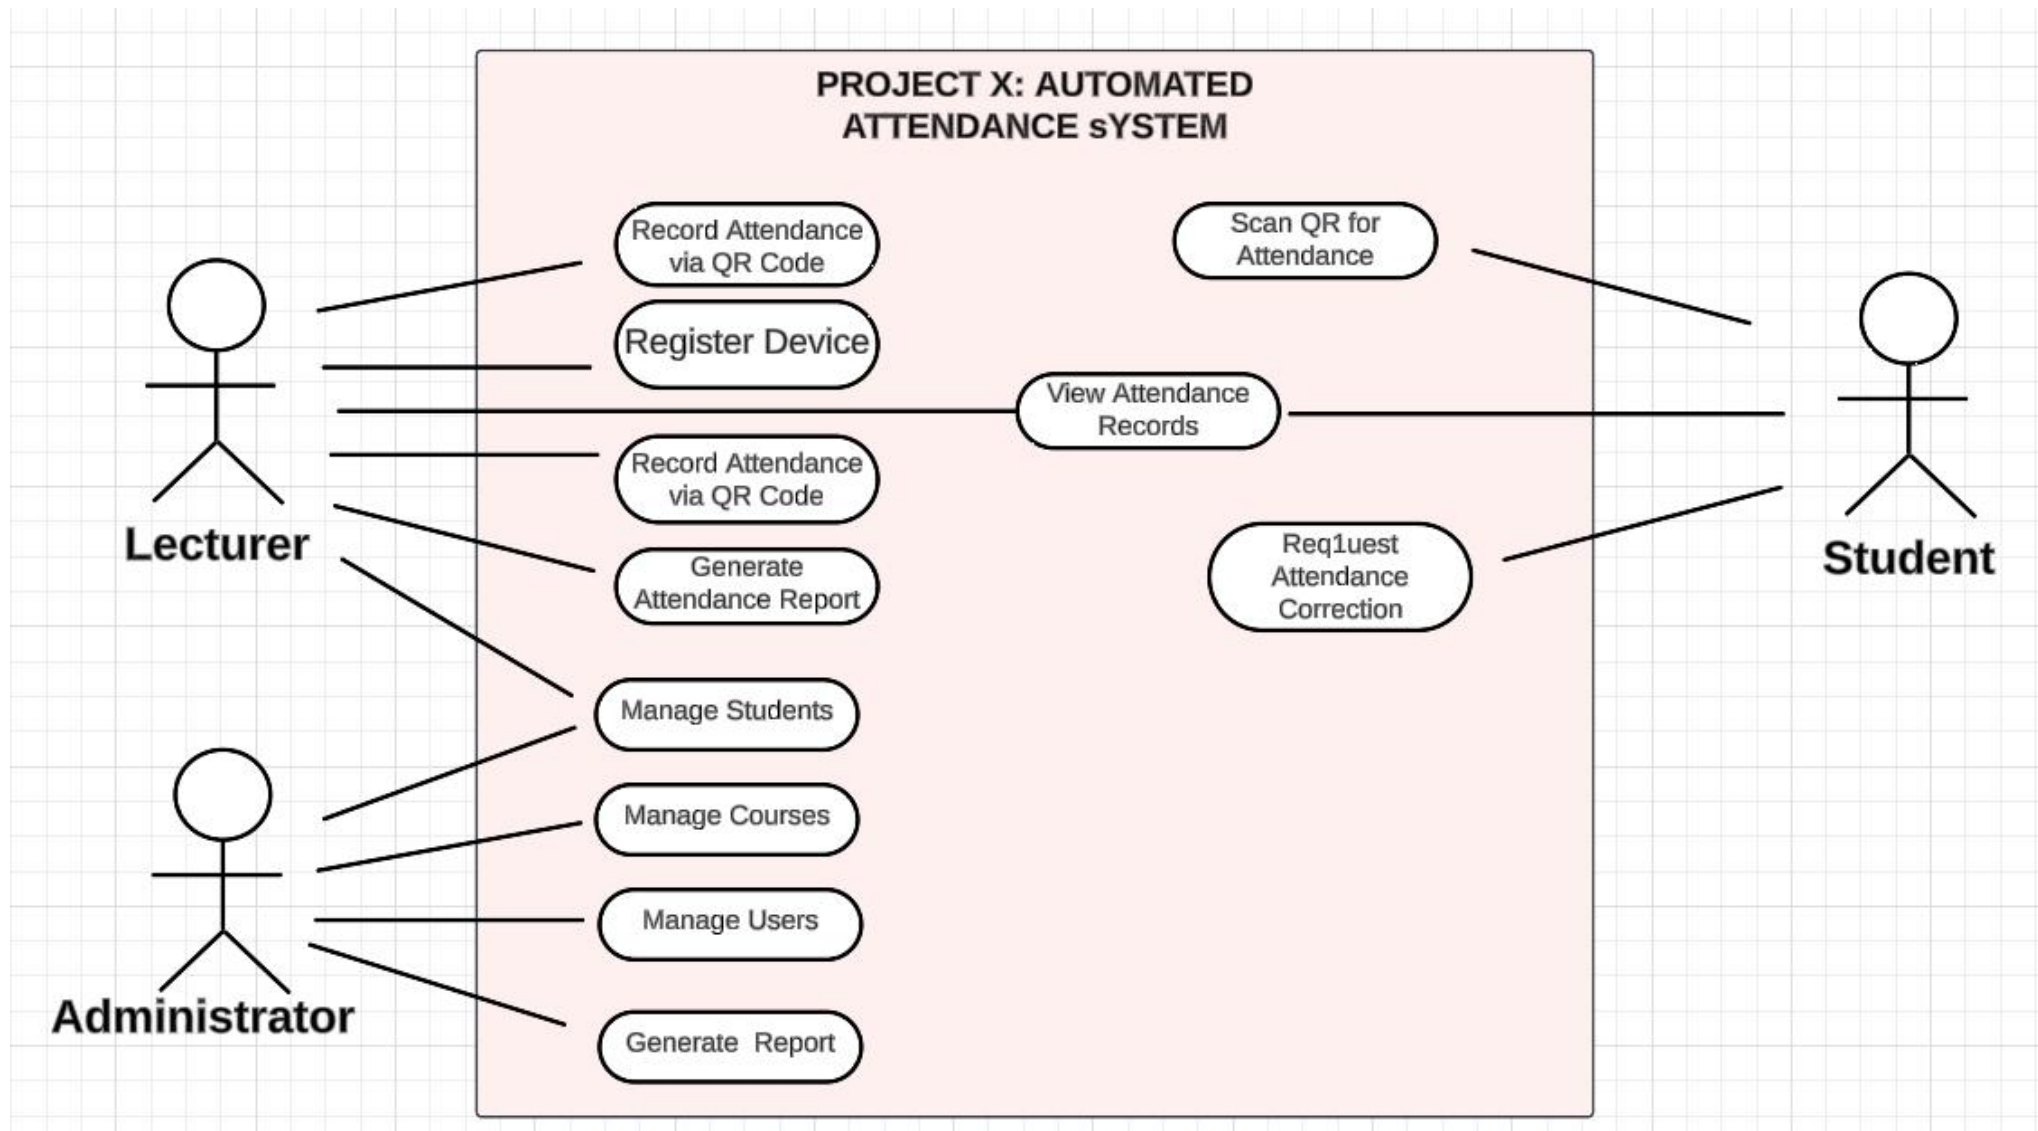 PROJECT X: AUTOMATED
ATTENDANCE sYSTEM
Record Attendance
via QR Code
Scan QR for
Attendance
Register Device
View Attendance
Records
Record Attendance
via QR Code
Lecturer
Generate
Attendance Report
Req1uest
Attendance
Correction
Student
Manage Students
Manage Courses
Manage Users
Administrator
Generate  Report